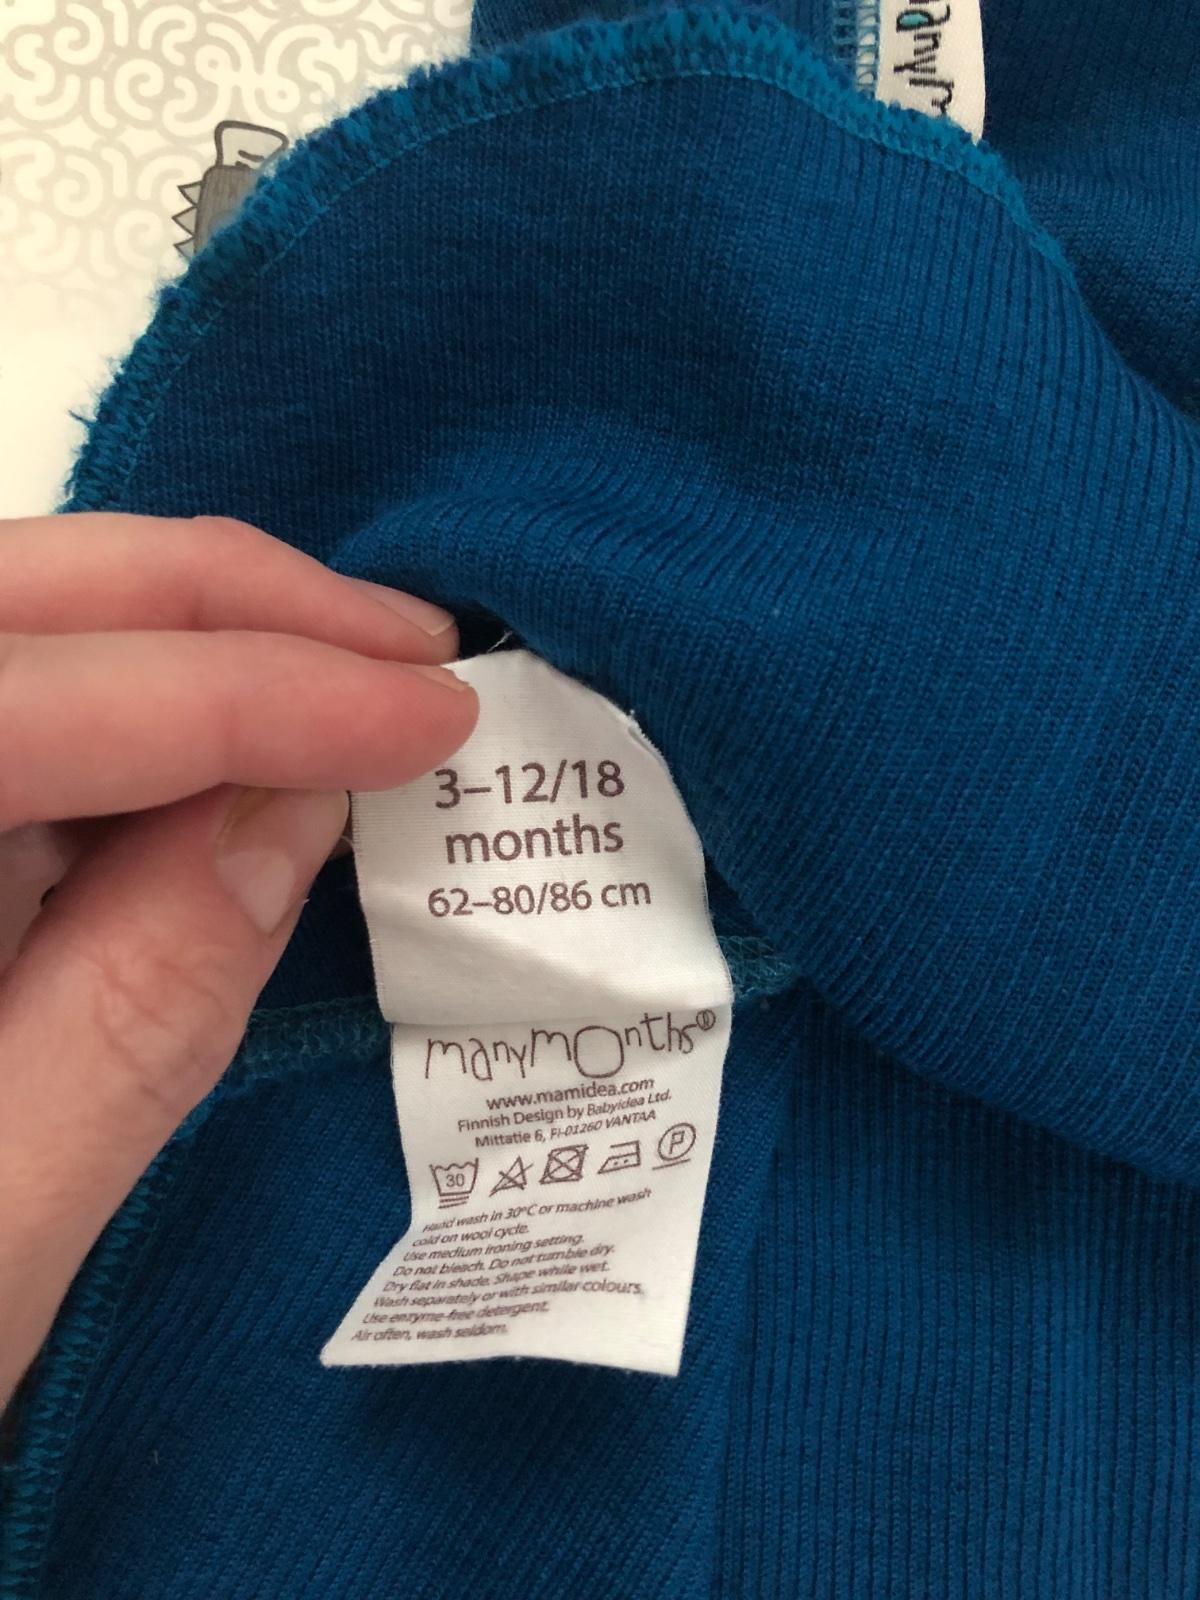 3–12/18
months
62–80/86 cm
manymonths®
www.mamidea.com
Finnish Design by Babyidea Ltd.
Mittatie 6, FI-01260 VANTAA
30
P
Hand wash in 30°C or machine wash
cold on wool cycle.
Use medium ironing setting.
Do not bleach. Do not tumble dry.
Dry flat in shade. Shape while wet.
Wash separately or with similar colours.
Use enzyme-free detergent.
Air often, wash seldom.